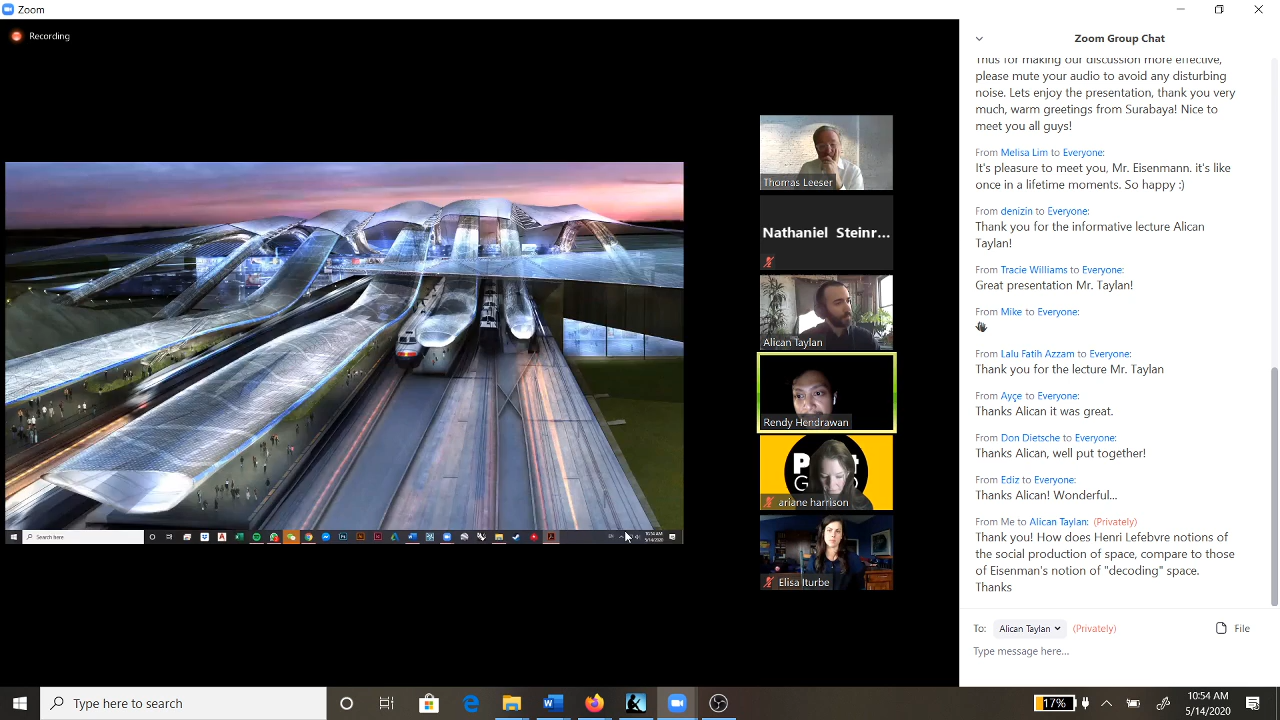 Zoom
Recording
Zoom Group Chat
Thus for making our discussion more effective,
please mute your audio to avoid any disturbing
noise. Lets enjoy the presentation, thank you very
much, warm greetings from Surabaya! Nice to
meet you all guys!
From Melisa Lim to Everyone:
It's pleasure to meet you, Mr. Eisenmann. it's like
once in a lifetime moments. So happy :)
From denizin to Everyone:
Thank you for the informative lecture Alican
Taylan!
From Tracie Williams to Everyone:
Great presentation Mr. Taylan!
From Mike to Everyone:
From Lalu Fatih Azzam to Everyone:
Thank you for the lecture Mr. Taylan
From Ayçe to Everyone:
Thanks Alican it was great.
From Don Dietsche to Everyone:
Thanks Alican, well put together!
From Ediz to Everyone:
Thanks Alican! Wonderful...
From Me to Alican Taylan: (Privately)
Thank you! How does Henri Lefebvre notions of
the social production of space, compare to those
of Eisenman's notion of "decoding" space.
Thanks
To: Alican Taylan (Privately)
File
Type message here...
Thomas Leeser
Nathaniel Steinr...
Alican Taylan
Rendy Hendrawan
ariane harrison
Elisa Iturbe
Search here
10:54 AM
5/14/2020
Type here to search
17%
10:54 AM
5/14/2020